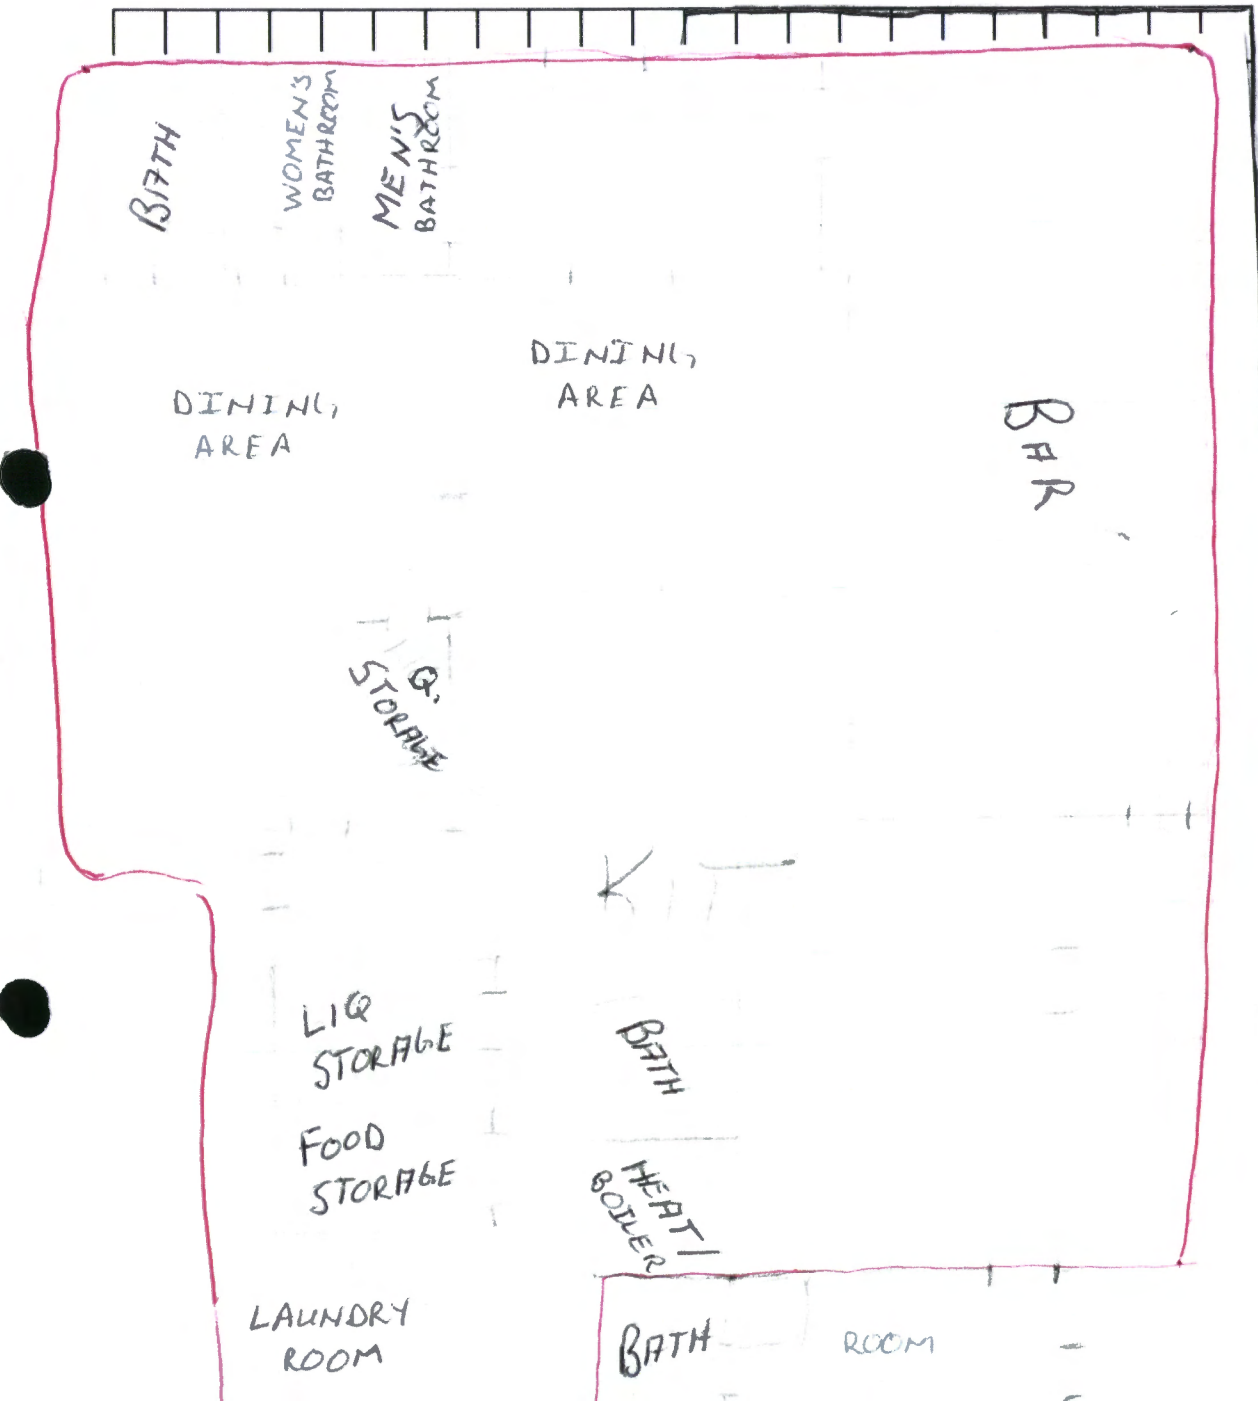 BATH
WOMEN'S
BATHROOM
MEN'S
BATHROOM
DINING
AREA
DINING
AREA
BAR
Q.
STORAGE
KIT
LIQ
STORAGE
BATH
FOOD
STORAGE
HEAT/
BOILER
LAUNDRY
ROOM
BATH
ROOM